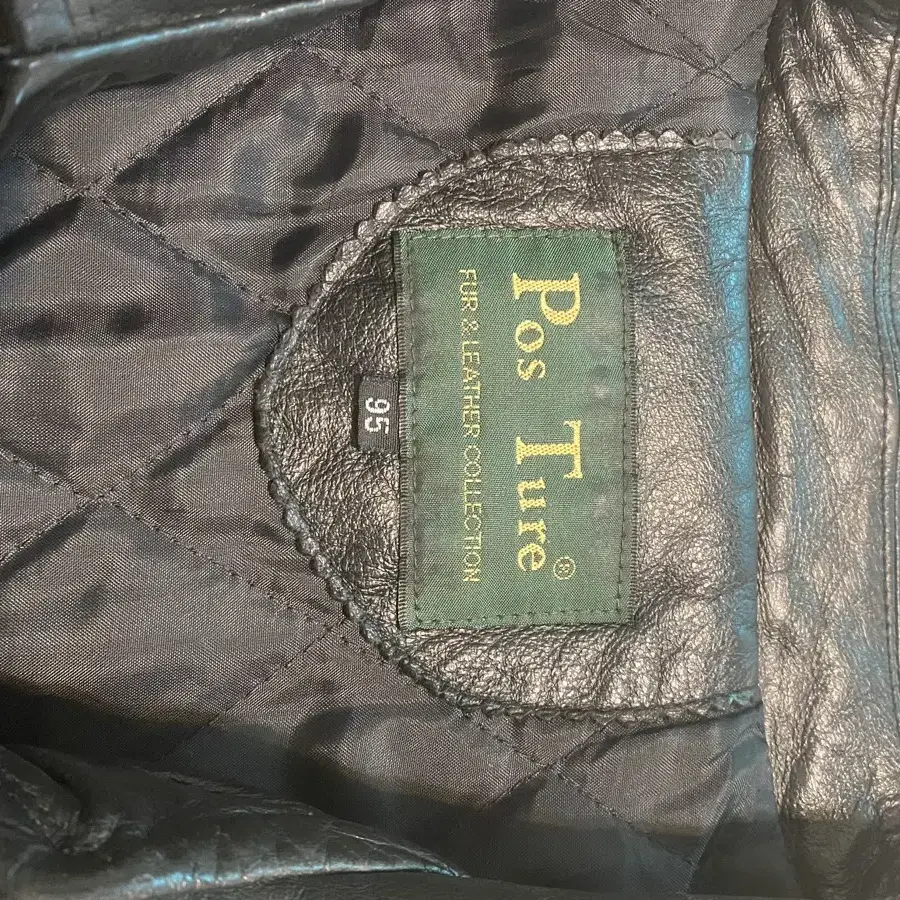 Pos Ture®
FUR & LEATHER COLLECTION
95